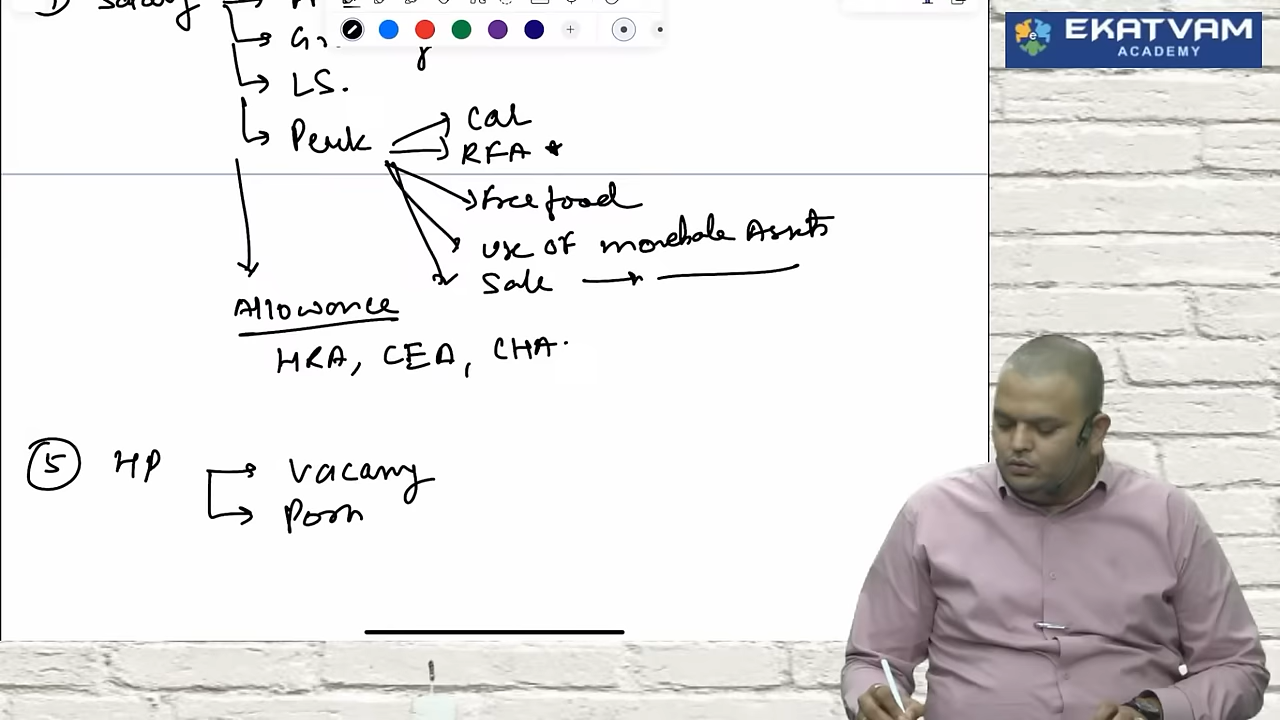 Salary
LS.
Perk
Car
RFA *
Free food
use of moveable Assets
Sale
Allowance
HRA, CEA, CHA.
5 HP
Vacancy
EKATVAM
ACADEMY